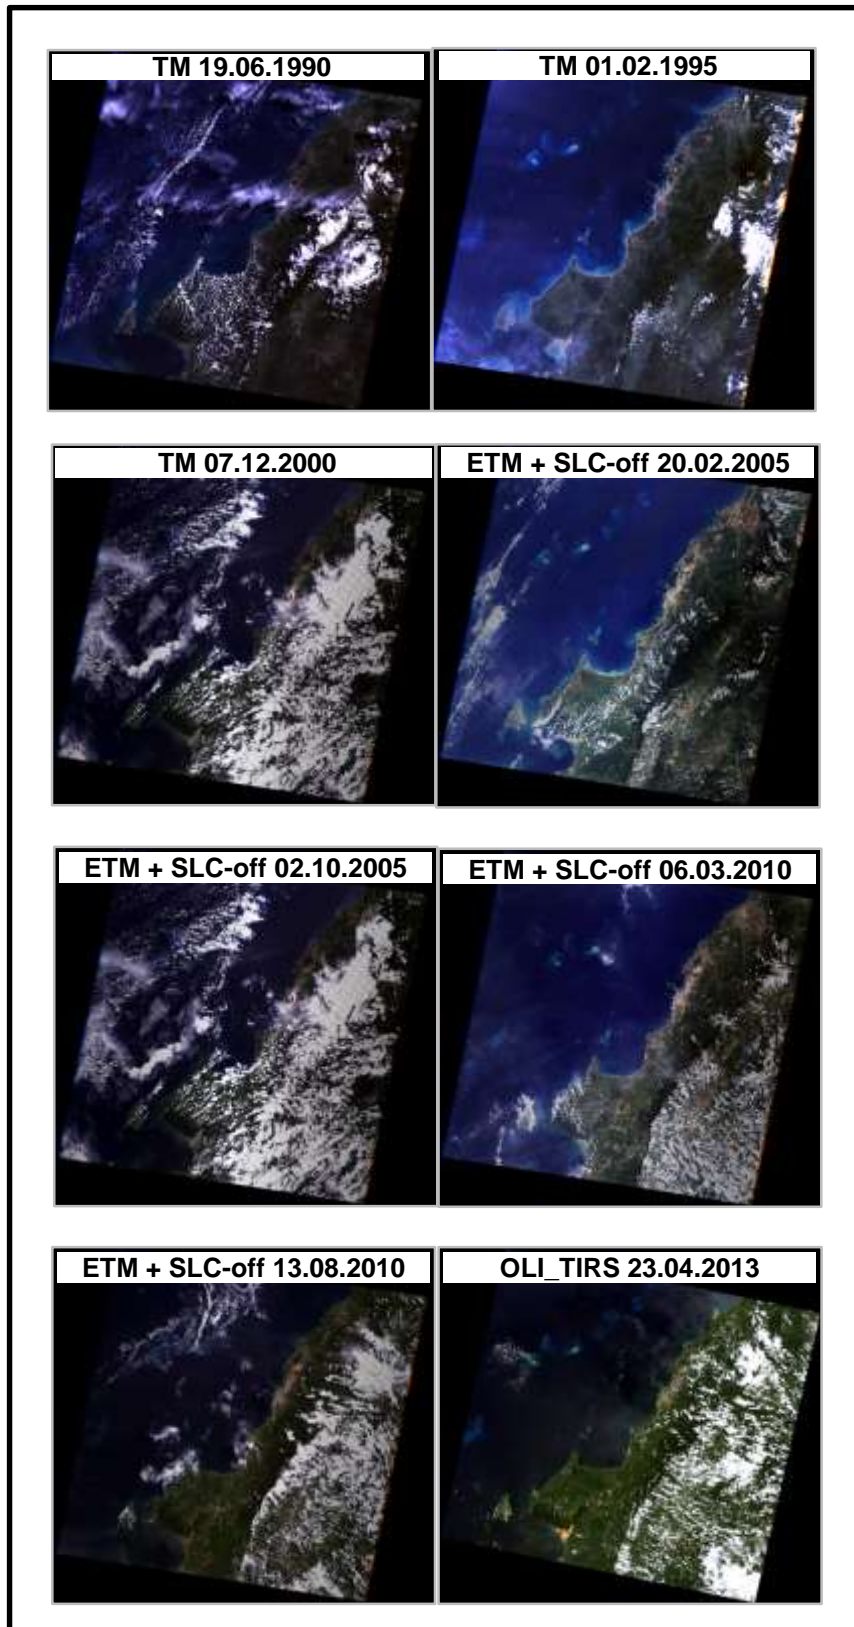 TM 19.06.1990
TM 01.02.1995
TM 07.12.2000
ETM + SLC-off 20.02.2005
ETM + SLC-off 02.10.2005
ETM + SLC-off 06.03.2010
ETM + SLC-off 13.08.2010
OLI_TIRS 23.04.2013